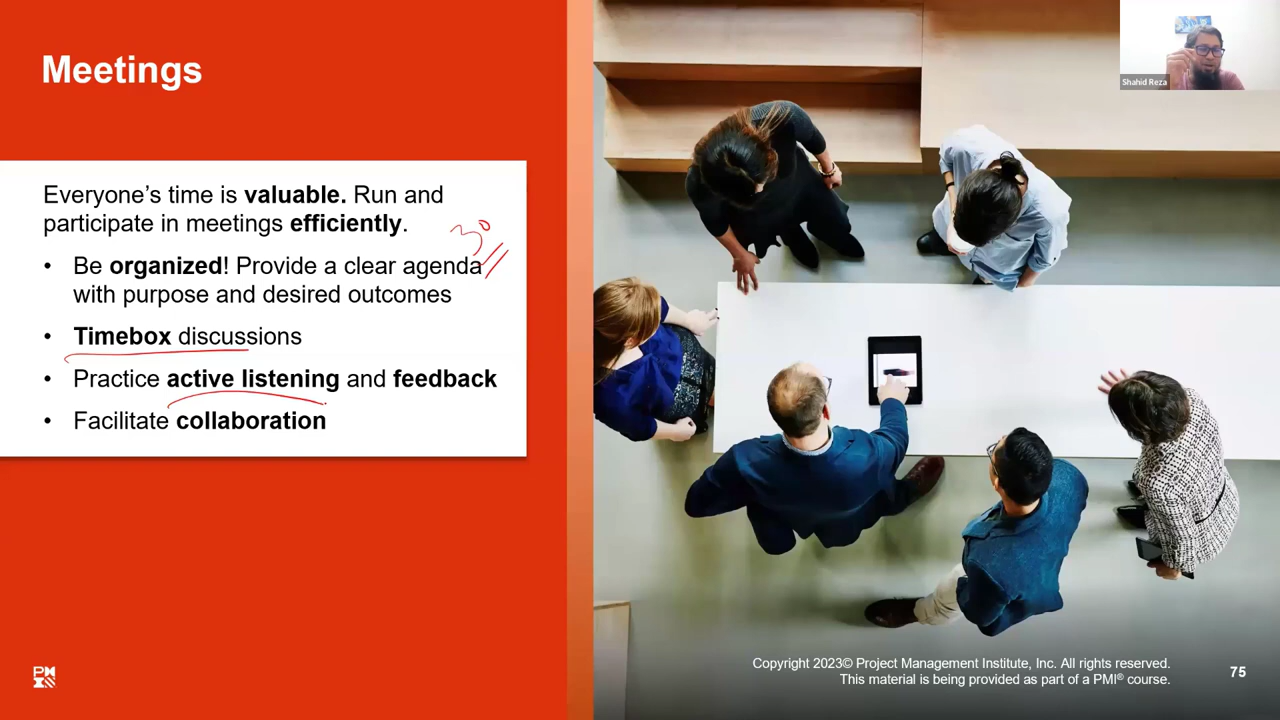 Meetings
Shahid Reza
Everyone’s time is valuable. Run and
participate in meetings efficiently.
30
• Be organized! Provide a clear agenda
with purpose and desired outcomes
• Timebox discussions
• Practice active listening and feedback
• Facilitate collaboration
Copyright 2023© Project Management Institute, Inc. All rights reserved.
This material is being provided as part of a PMI® course.
75